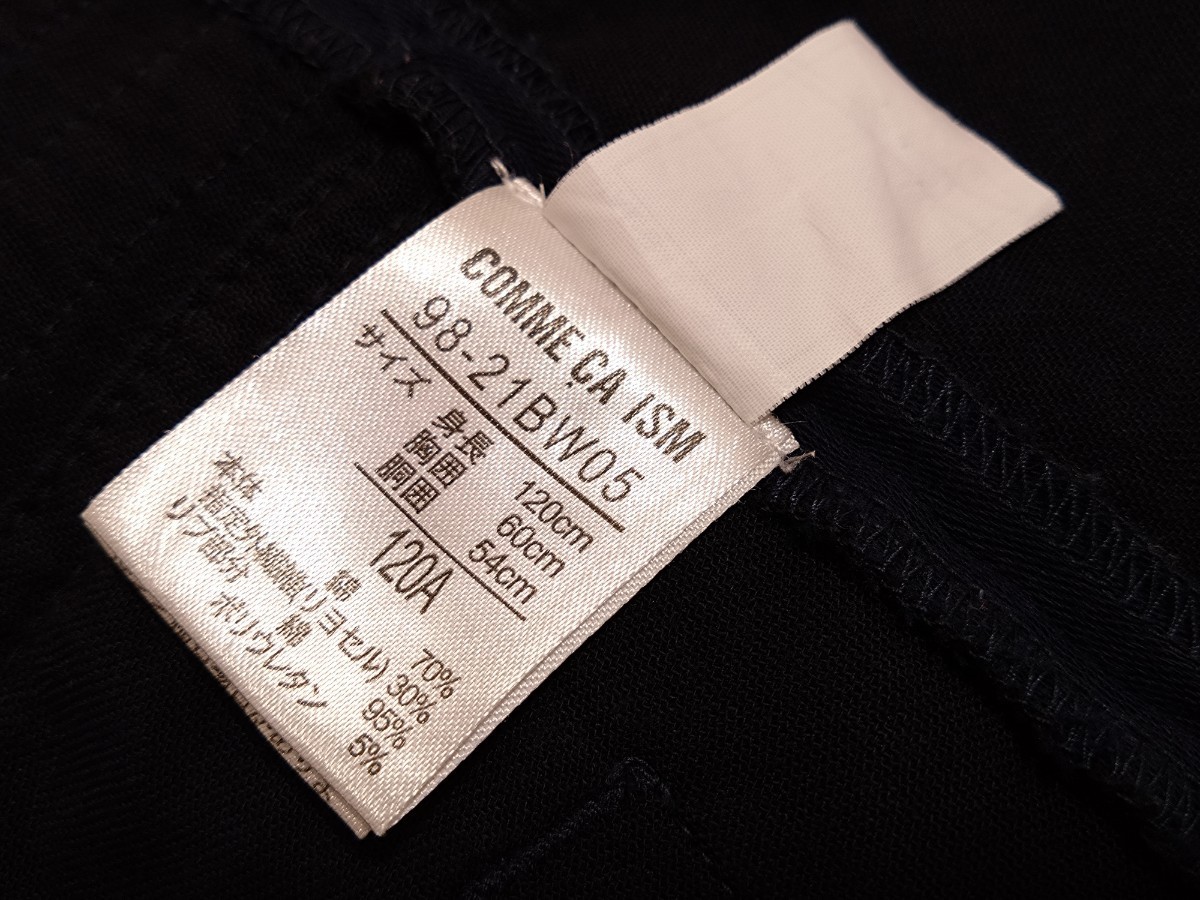 COMME ÇA ISM
98-21BW05
サイズ
身長 120cm
胸囲 60cm
胴囲 54cm
120A
本体 綿 70%
指定外繊維(リヨセル) 30%
リブ部分 綿 95%
ポリウレタン 5%